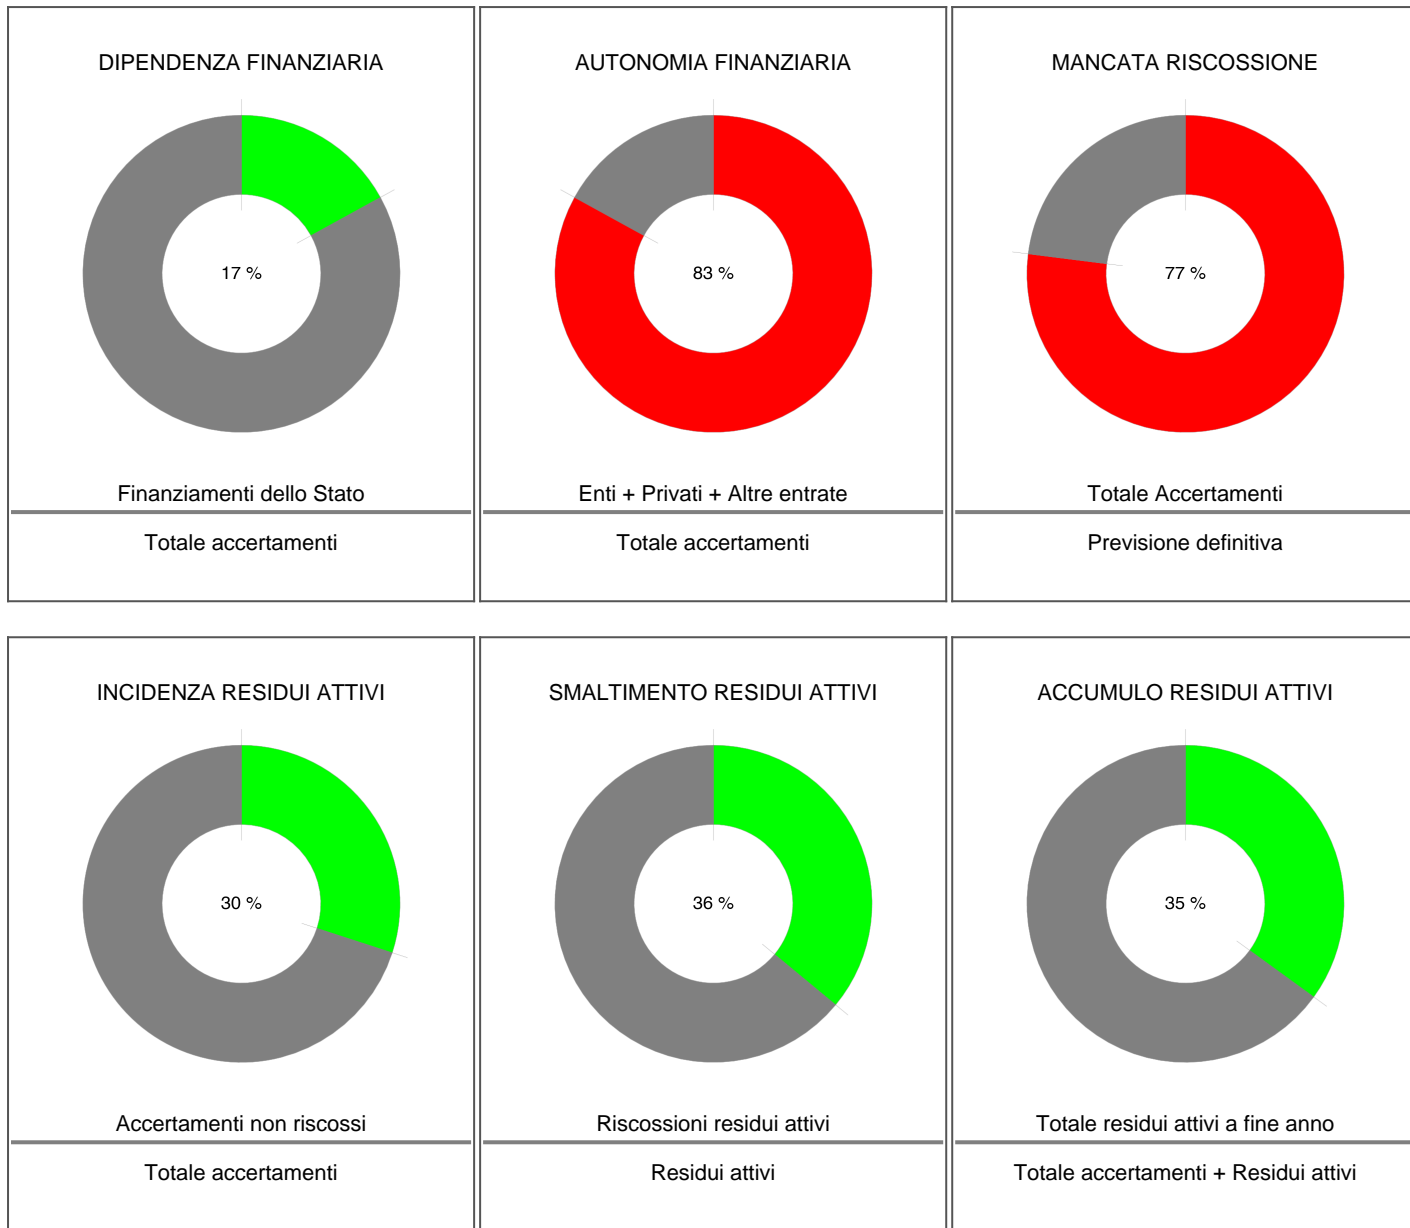 DIPENDENZA FINANZIARIA
17 %
Finanziamenti dello Stato
Totale accertamenti
AUTONOMIA FINANZIARIA
83 %
Enti + Privati + Altre entrate
Totale accertamenti
MANCATA RISCOSSIONE
77 %
Totale Accertamenti
Previsione definitiva
INCIDENZA RESIDUI ATTIVI
30 %
Accertamenti non riscossi
Totale accertamenti
SMALTIMENTO RESIDUI ATTIVI
36 %
Riscossioni residui attivi
Residui attivi
ACCUMULO RESIDUI ATTIVI
35 %
Totale residui attivi a fine anno
Totale accertamenti + Residui attivi